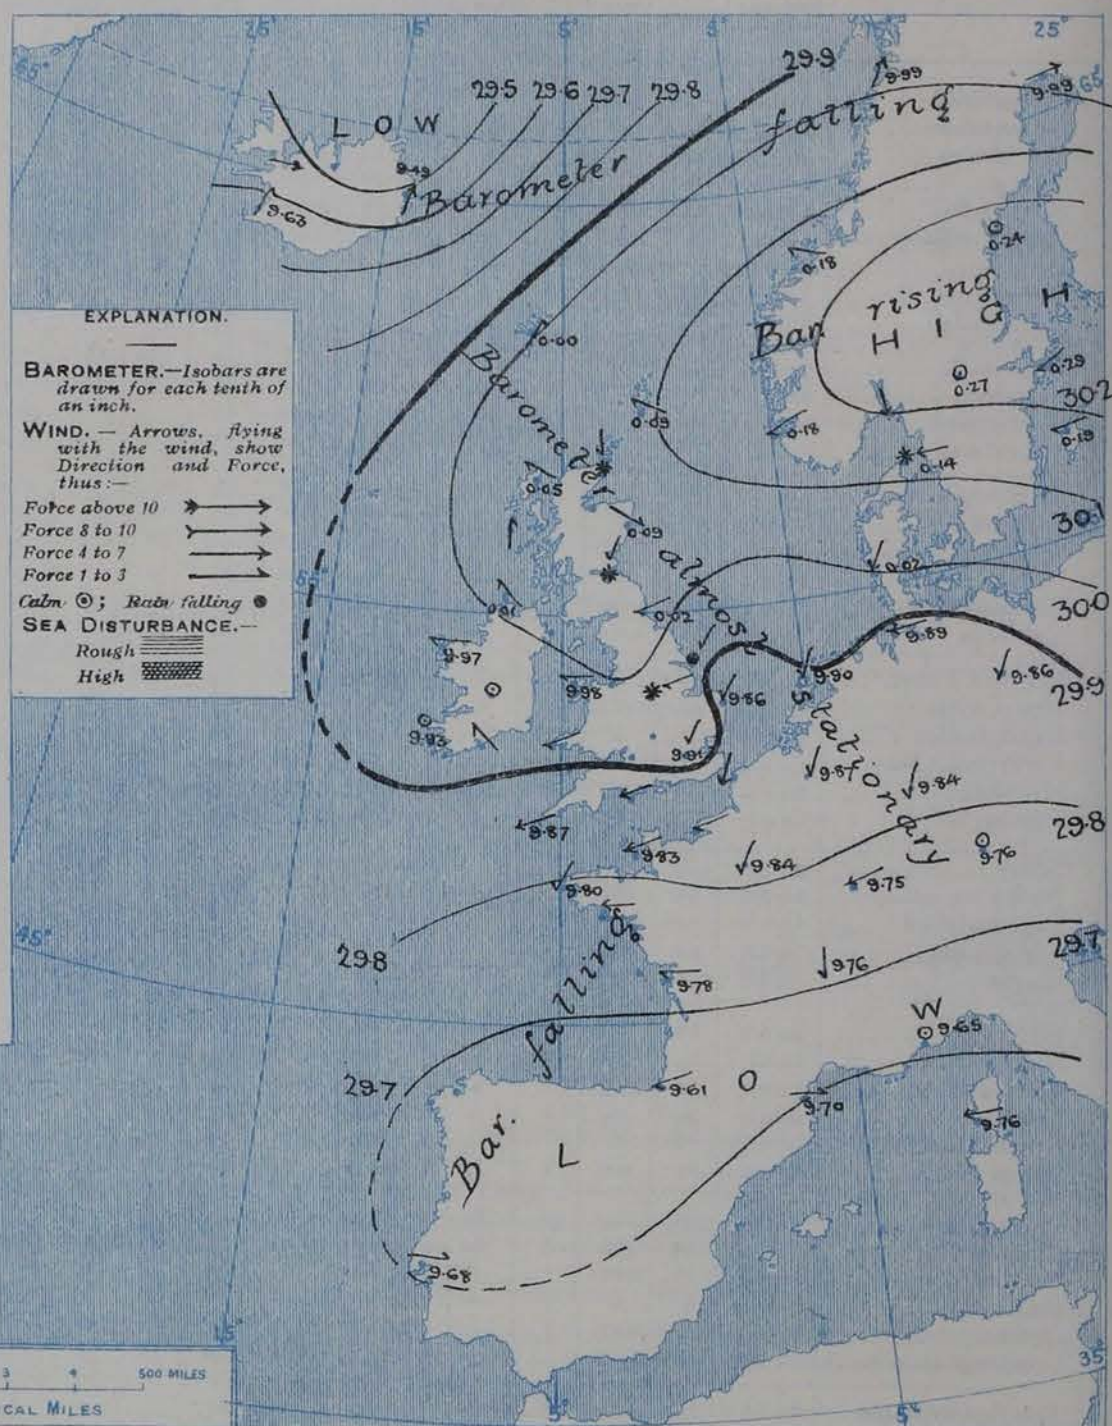 25°
15°
5°
5°
25°
65°
65°
29.9
29.5 29.6 29.7 29.8
LOW
Barometer
falling
9.99
9.99
9.49
9.63
0.24
0.18
Bar. rising
HIGH
0.00
0.29
0.27
30.2
0.09
0.18
0.19
EXPLANATION.
BAROMETER.—Isobars are
drawn for each tenth of
an inch.
WIND. — Arrows, flying
with the wind, show
Direction and Force,
thus:—
Force above 10
Force 8 to 10
Force 4 to 7
Force 1 to 3
Calm ; Rain falling
SEA DISTURBANCE.—
Rough
High
Barometer almost stationary
0.05
0.14
0.09
30.1
55°
0.02
30.0
0.01
0.02
9.89
9.97
9.98
9.90
9.86
9.86
29.9
9.93
9.91
9.87
9.84
9.87
29.8
9.83
9.84
9.76
9.80
9.75
45°
29.8
Bar. falling
9.76
29.7
9.78
LOW
9.65
29.7
9.61
9.70
9.76
9.68
15°
35°
5°
5°
3 4 500 MILES
CAL MILES